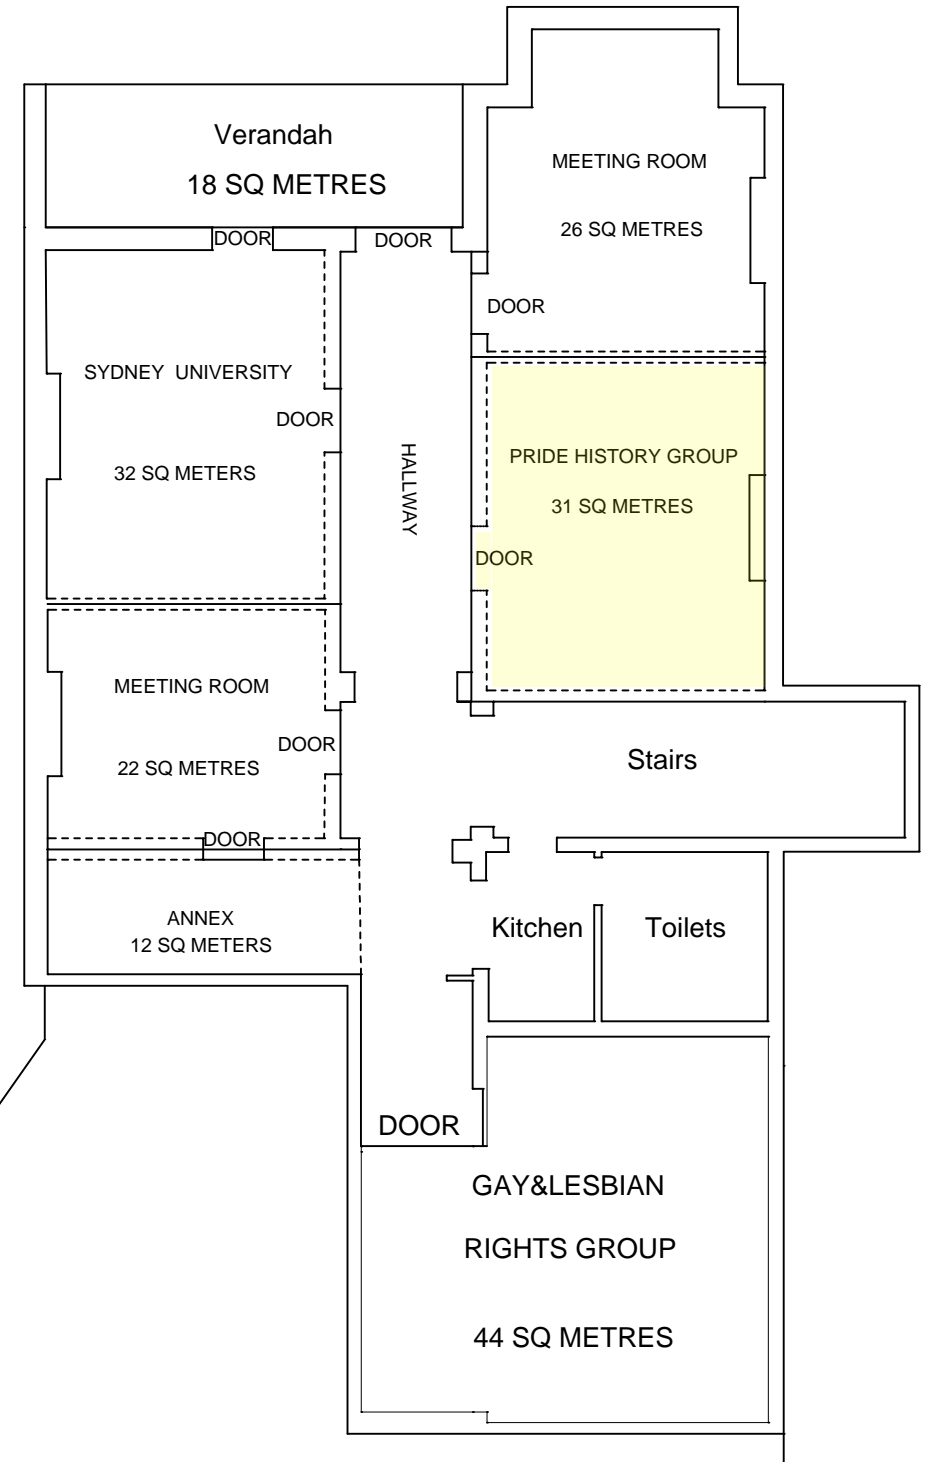 Verandah
18 SQ METRES
MEETING ROOM
26 SQ METRES
DOOR
DOOR
DOOR
SYDNEY  UNIVERSITY
DOOR
32 SQ METERS
HALLWAY
PRIDE HISTORY GROUP
31 SQ METRES
DOOR
MEETING ROOM
DOOR
22 SQ METRES
DOOR
Stairs
ANNEX
12 SQ METERS
Kitchen
Toilets
DOOR
GAY&LESBIAN
RIGHTS GROUP
44 SQ METRES